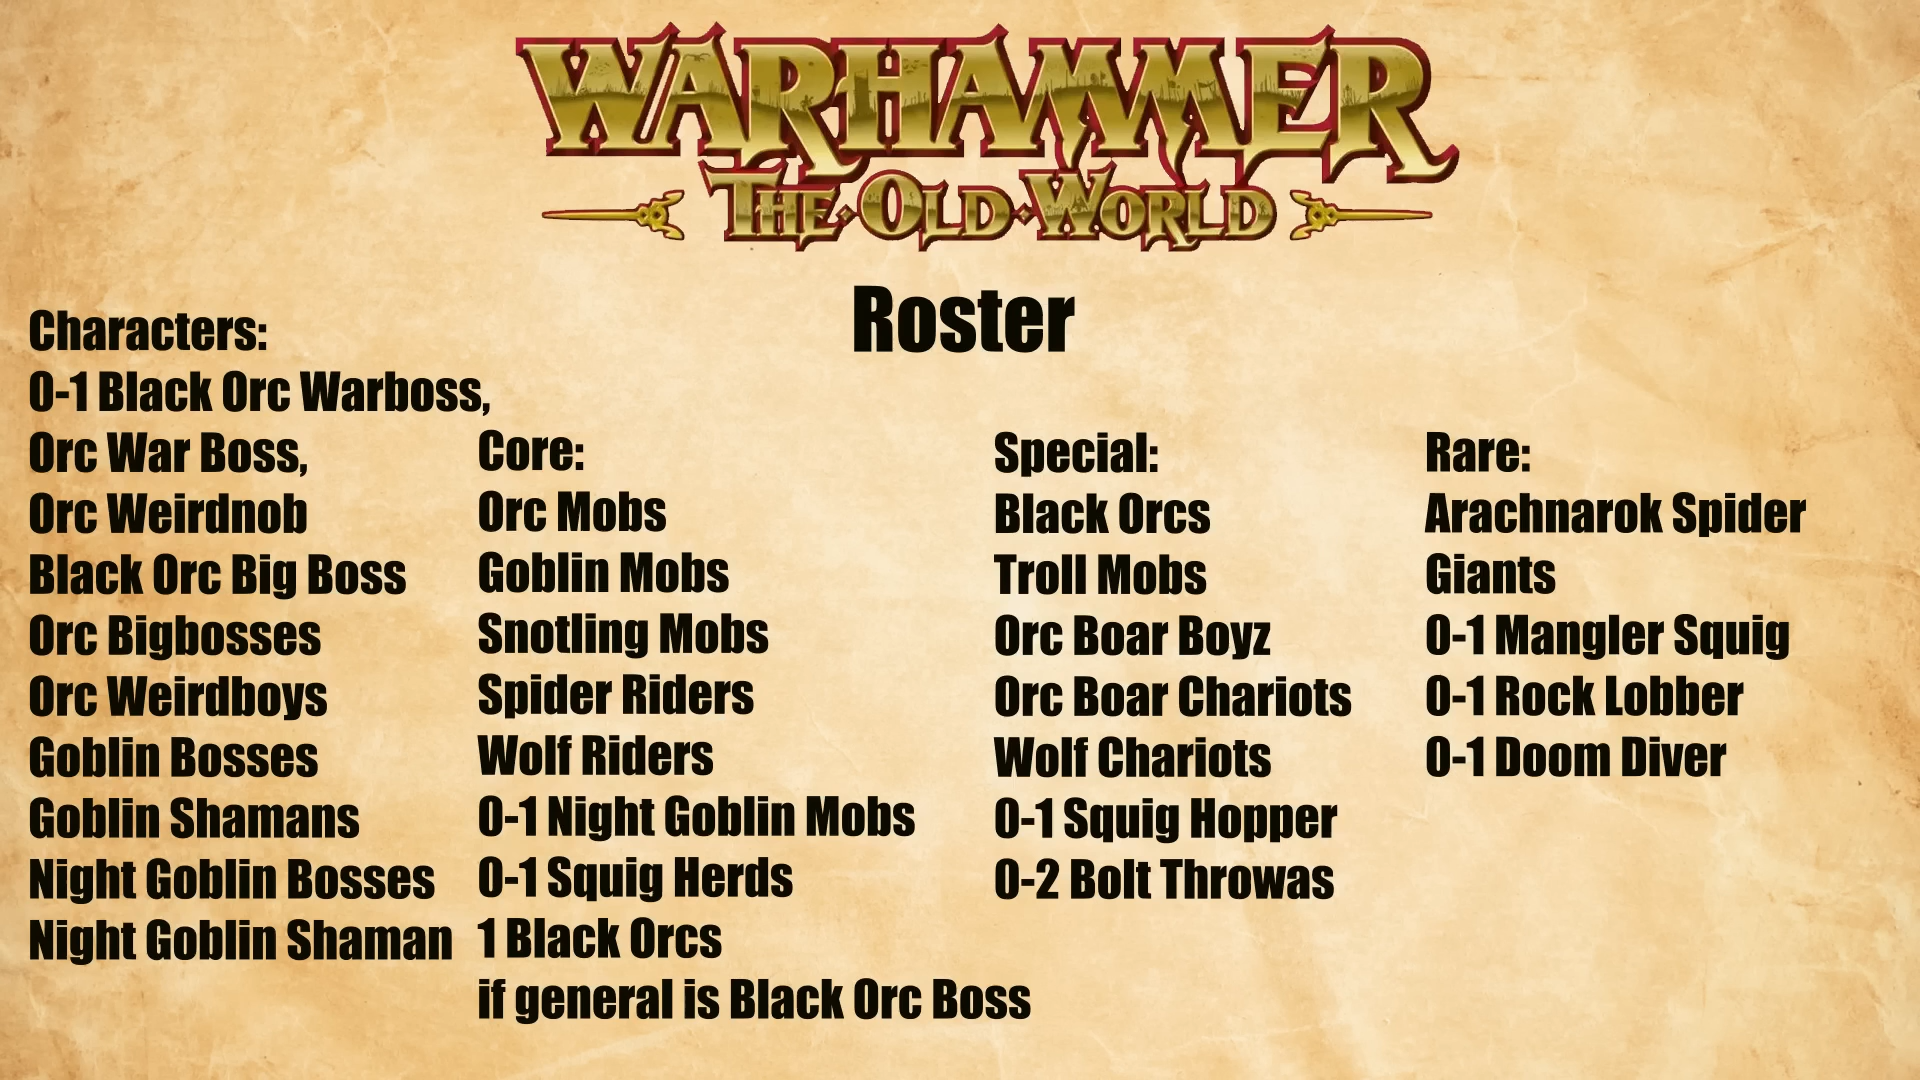 WARHAMMER
THE·OLD·WORLD
Roster
Characters:
0-1 Black Orc Warboss,
Orc War Boss,
Orc Weirdnob
Black Orc Big Boss
Orc Bigbosses
Orc Weirdboys
Goblin Bosses
Goblin Shamans
Night Goblin Bosses
Night Goblin Shaman
Core:
Orc Mobs
Goblin Mobs
Snotling Mobs
Spider Riders
Wolf Riders
0-1 Night Goblin Mobs
0-1 Squig Herds
1 Black Orcs
if general is Black Orc Boss
Special:
Black Orcs
Troll Mobs
Orc Boar Boyz
Orc Boar Chariots
Wolf Chariots
0-1 Squig Hopper
0-2 Bolt Throwas
Rare:
Arachnarok Spider
Giants
0-1 Mangler Squig
0-1 Rock Lobber
0-1 Doom Diver